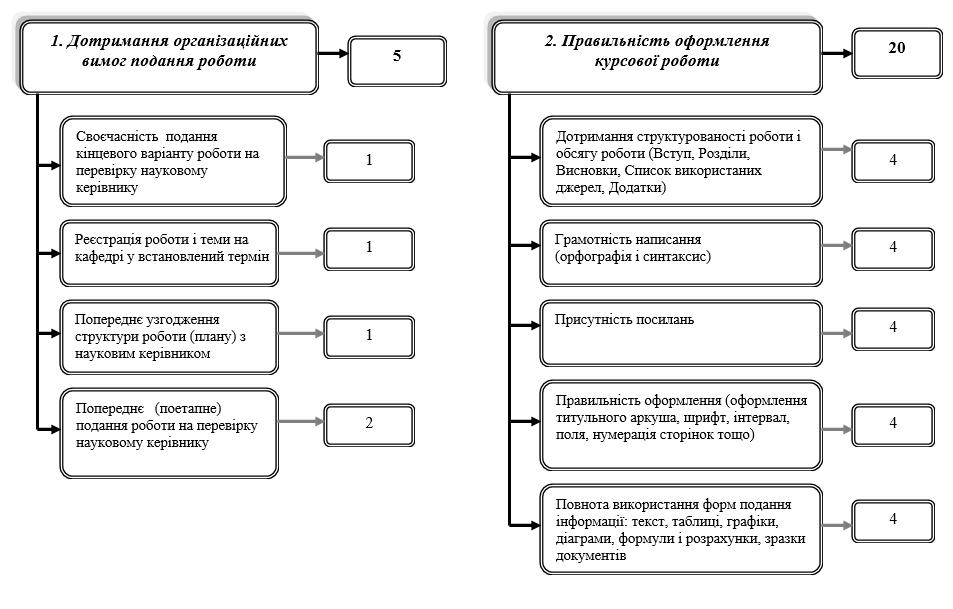 1. Дотримання організаційних
вимог подання роботи
5
Своєчасність подання
кінцевого варіанту роботи на
перевірку науковому
керівнику
1
Реєстрація роботи і теми на
кафедрі у встановлений термін
1
Попереднє узгодження
структури роботи (плану) з
науковим керівником
1
Попереднє (поетапне)
подання роботи на перевірку
науковому керівнику
2
2. Правильність оформлення
курсової роботи
20
Дотримання структурованості роботи і
обсягу роботи (Вступ, Розділи,
Висновки, Список використаних
джерел, Додатки)
4
Грамотність написання
(орфографія і синтаксис)
4
Присутність посилань
4
Правильність оформлення (оформлення
титульного аркуша, шрифт, інтервал,
поля, нумерація сторінок тощо)
4
Повнота використання форм подання
інформації: текст, таблиці, графіки,
діаграми, формули і розрахунки, зразки
документів
4